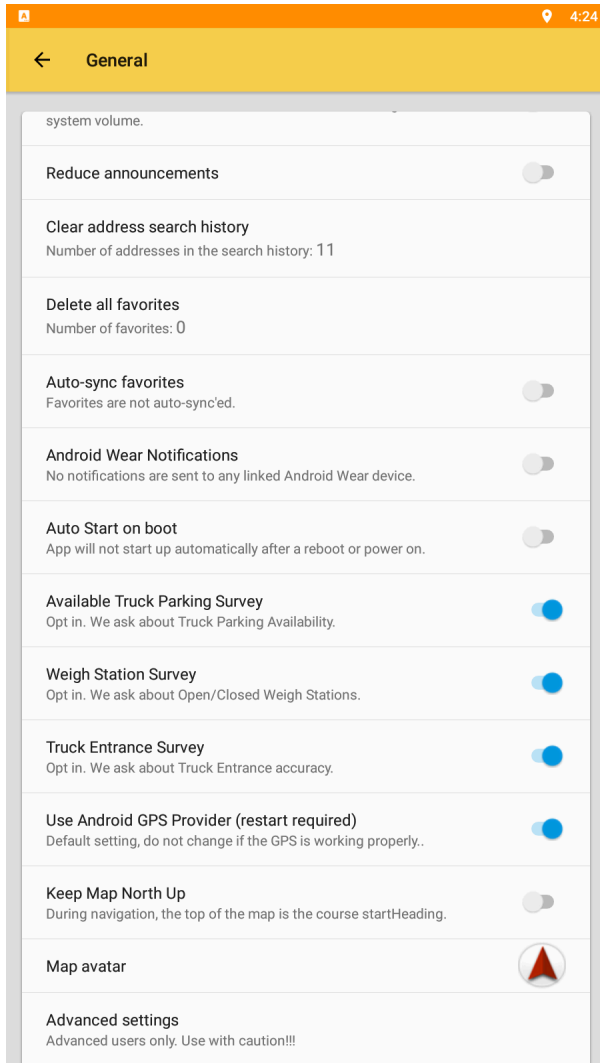 4:24
General
system volume.
Reduce announcements
Clear address search history
Number of addresses in the search history: 11
Delete all favorites
Number of favorites: 0
Auto-sync favorites
Favorites are not auto-sync'ed.
Android Wear Notifications
No notifications are sent to any linked Android Wear device.
Auto Start on boot
App will not start up automatically after a reboot or power on.
Available Truck Parking Survey
Opt in. We ask about Truck Parking Availability.
Weigh Station Survey
Opt in. We ask about Open/Closed Weigh Stations.
Truck Entrance Survey
Opt in. We ask about Truck Entrance accuracy.
Use Android GPS Provider (restart required)
Default setting, do not change if the GPS is working properly..
Keep Map North Up
During navigation, the top of the map is the course startHeading.
Map avatar
Advanced settings
Advanced users only. Use with caution!!!